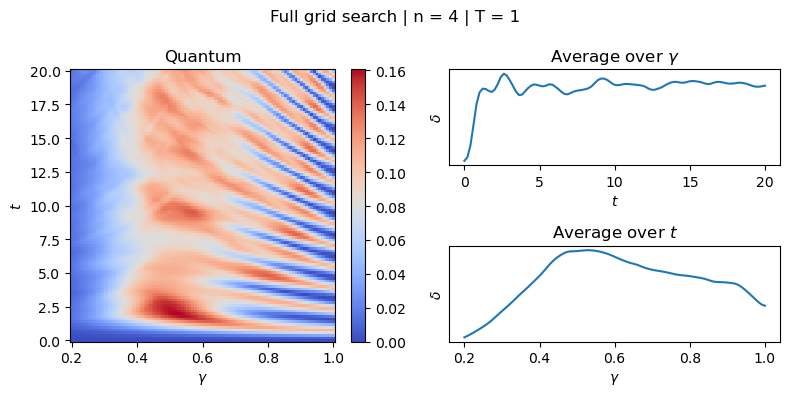 Full grid search | n = 4 | T = 1
Quantum
20.0
17.5
15.0
12.5
10.0
7.5
5.0
2.5
0.0
t
0.2 0.4 0.6 0.8 1.0
γ
0.16
0.14
0.12
0.10
0.08
0.06
0.04
0.02
0.00
Average over γ
δ
0 5 10 15 20
t
Average over t
δ
0.2 0.4 0.6 0.8 1.0
γ